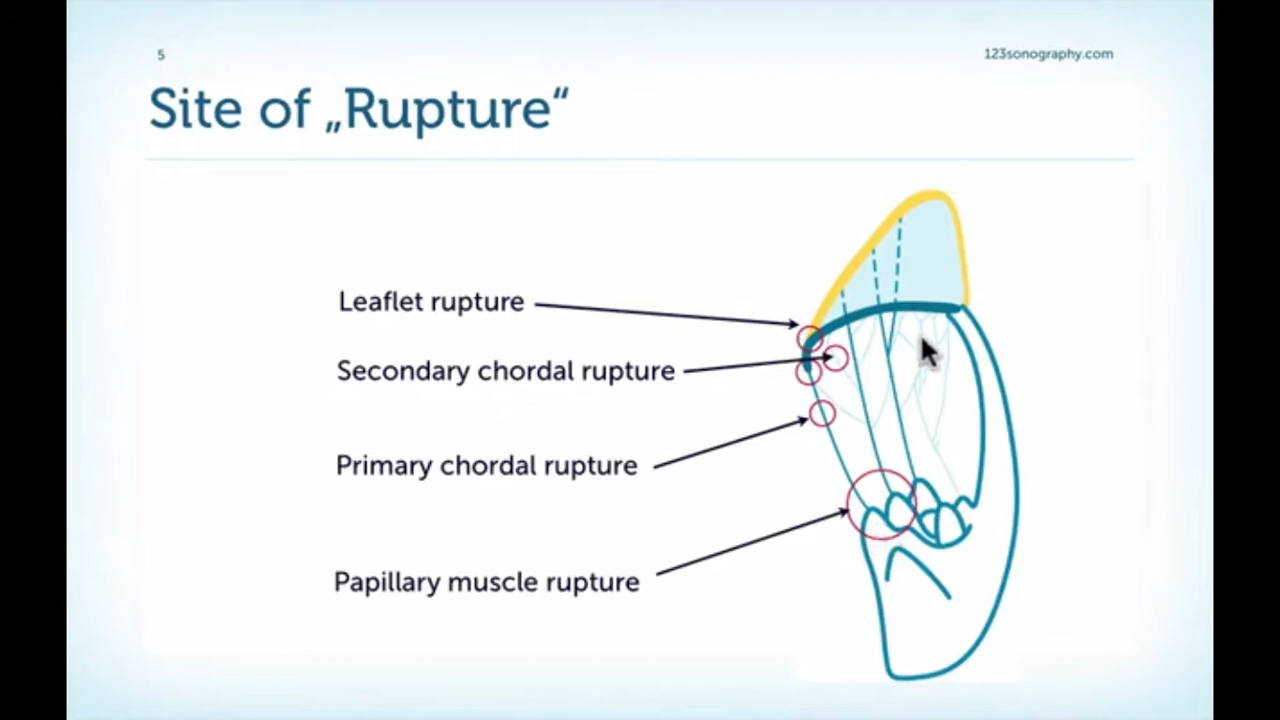 5
123sonography.com
Site of „Rupture“
Leaflet rupture
Secondary chordal rupture
Primary chordal rupture
Papillary muscle rupture